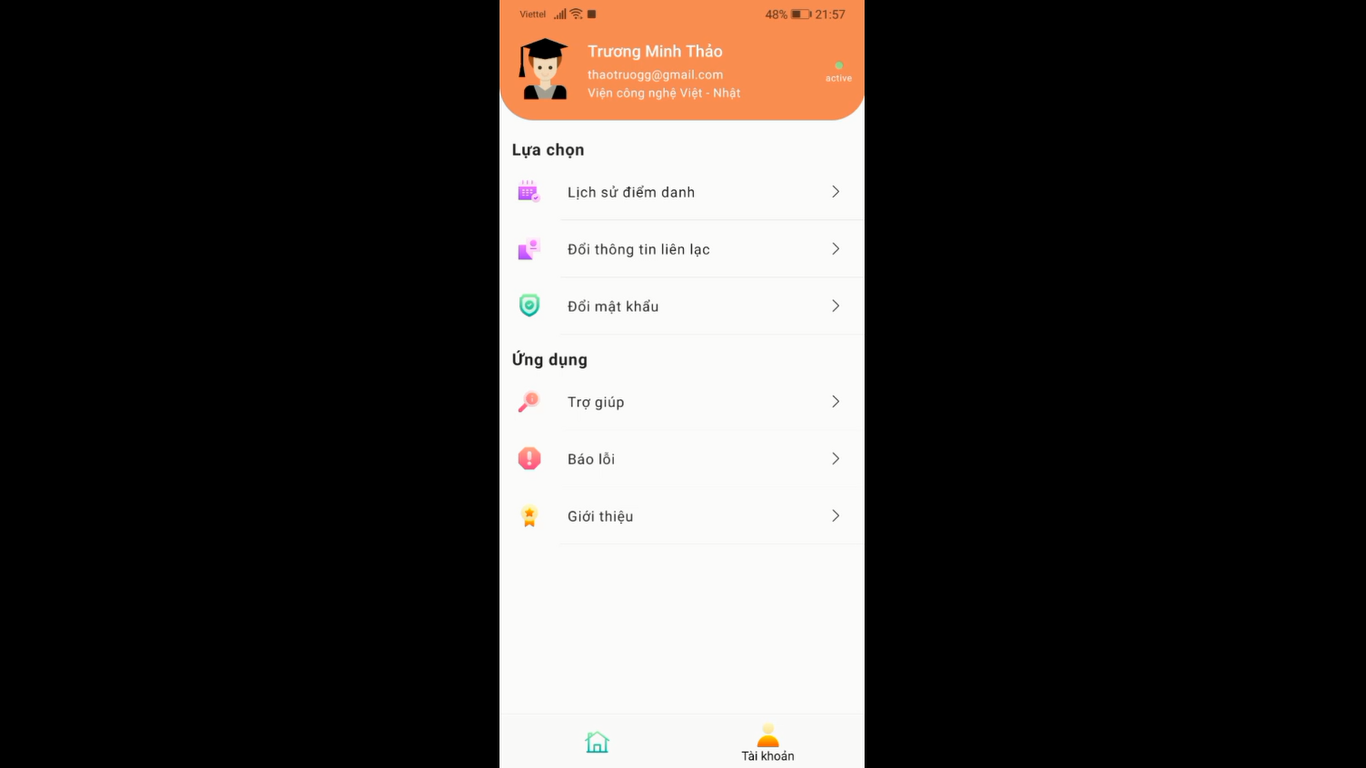 Viettel 48% 21:57
Trương Minh Thảo
thaotruogg@gmail.com
active
Viện công nghệ Việt - Nhật
Lựa chọn
Lịch sử điểm danh
Đổi thông tin liên lạc
Đổi mật khẩu
Ứng dụng
Trợ giúp
Báo lỗi
Giới thiệu
Tài khoản